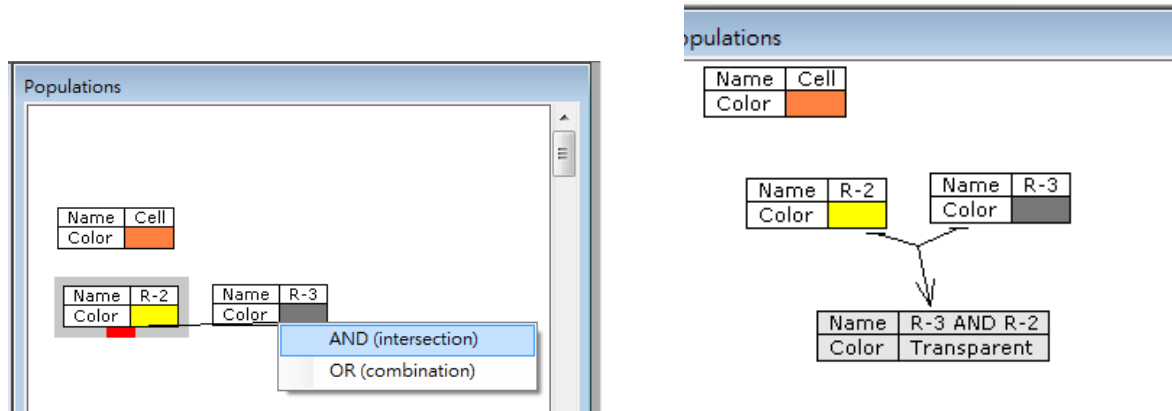 Populations
Name Cell
Color
Name R-2
Color
Name R-3
Color
AND (intersection)
OR (combination)
opulations
Name Cell
Color
Name R-2
Color
Name R-3
Color
Name R-3 AND R-2
Color Transparent